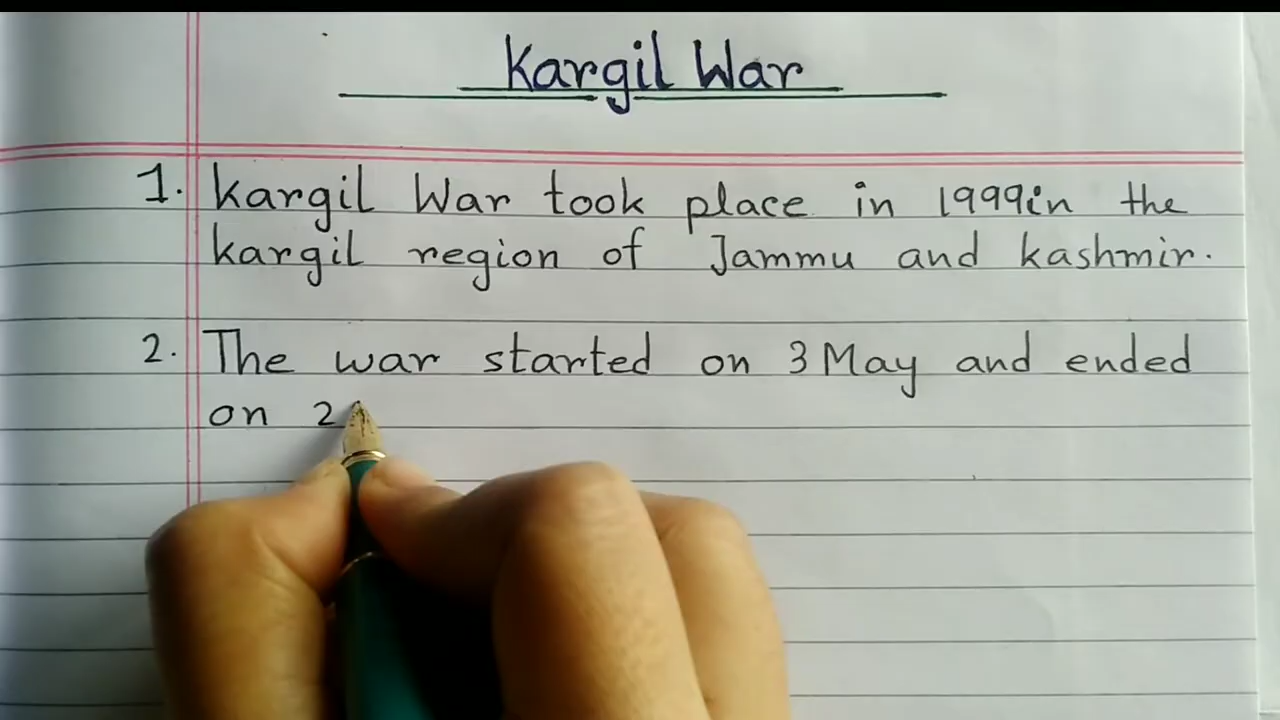 Kargil War
1. Kargil War took place in 1999in the
kargil region of Jammu and kashmir.
2. The war started on 3 May and ended
on 2